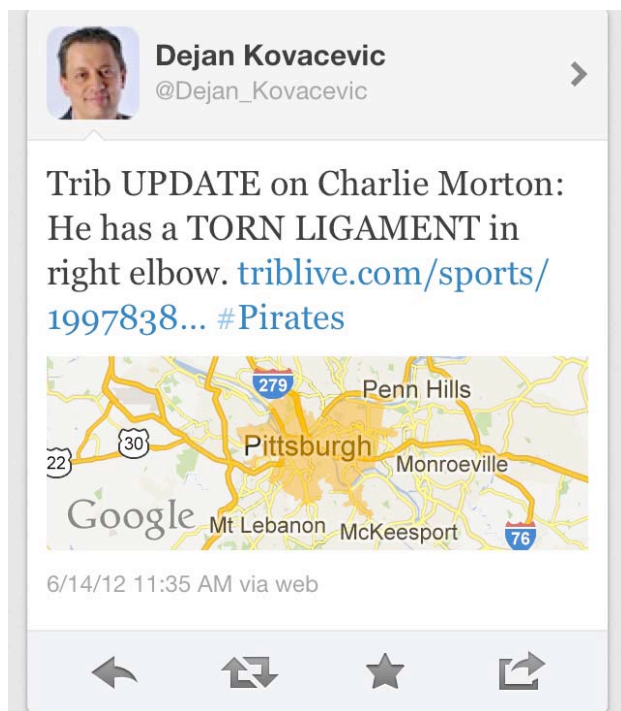 Dejan Kovacevic
@Dejan_Kovacevic
Trib UPDATE on Charlie Morton:
He has a TORN LIGAMENT in
right elbow. triblive.com/sports/
1997838... #Pirates
279
Penn Hills
30
Pittsburgh
22
Monroeville
Google
Mt Lebanon
McKeesport
76
6/14/12 11:35 AM via web